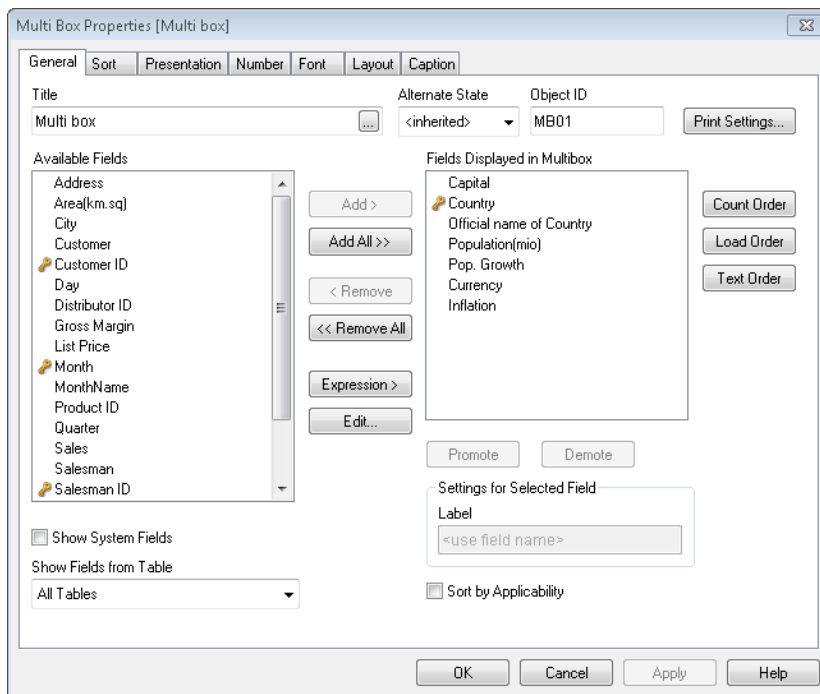 Multi Box Properties [Multi box]
General Sort Presentation Number Font Layout Caption
Title Alternate State Object ID
Multi box ... <inherited> MB01 Print Settings...
Available Fields
Address
Area(km.sq)
City
Customer
Customer ID
Day
Distributor ID
Gross Margin
List Price
Month
MonthName
Product ID
Quarter
Sales
Salesman
Salesman ID
Add >
Add All >>
< Remove
<< Remove All
Expression >
Edit...
Fields Displayed in Multibox
Capital
Country
Official name of Country
Population(mio)
Pop. Growth
Currency
Inflation
Count Order
Load Order
Text Order
Promote Demote
Settings for Selected Field
Label
<use field name>
Show System Fields
Show Fields from Table
All Tables
Sort by Applicability
OK Cancel Apply Help